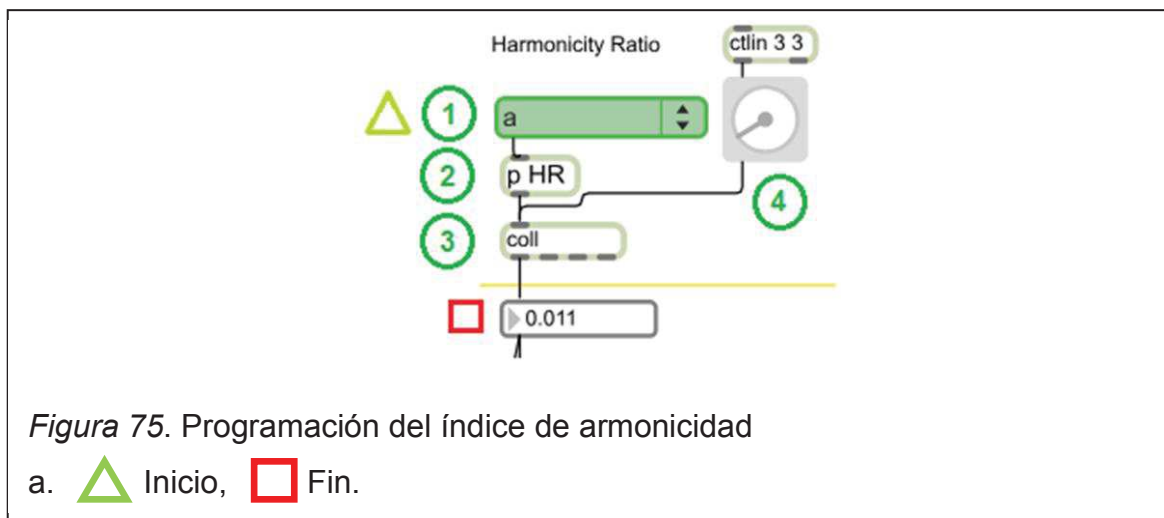 Harmonicity Ratio
ctlin 3 3
1
a
2
p HR
4
3
coll
0.011
Figura 75. Programación del índice de armonicidad
a. Inicio, Fin.